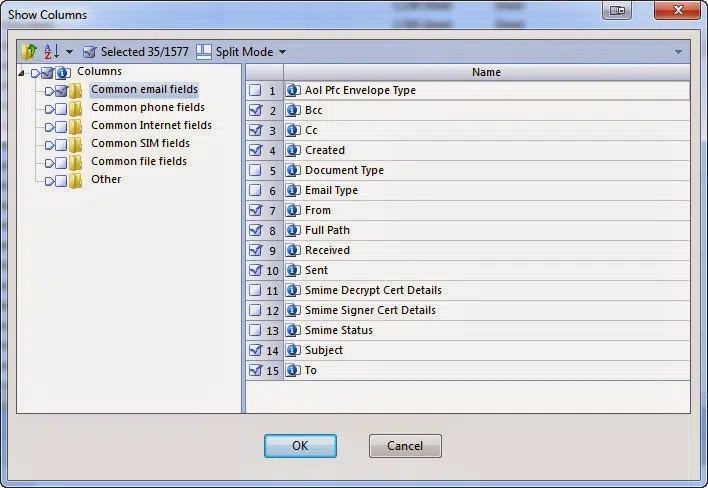 Show Columns
Selected 35/1577 Split Mode
Columns
Common email fields
Common phone fields
Common Internet fields
Common SIM fields
Common file fields
Other
Name
1 Aol Pfc Envelope Type
2 Bcc
3 Cc
4 Created
5 Document Type
6 Email Type
7 From
8 Full Path
9 Received
10 Sent
11 Smime Decrypt Cert Details
12 Smime Signer Cert Details
13 Smime Status
14 Subject
15 To
OK Cancel